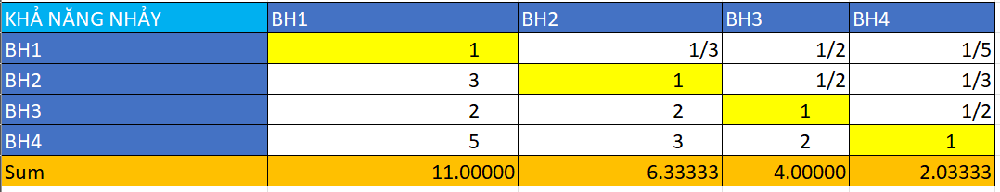 KHẢ NĂNG NHẢY BH1 BH2 BH3 BH4
BH1 1 1/3 1/2 1/5
BH2 3 1 1/2 1/3
BH3 2 2 1 1/2
BH4 5 3 2 1
Sum 11.00000 6.33333 4.00000 2.03333